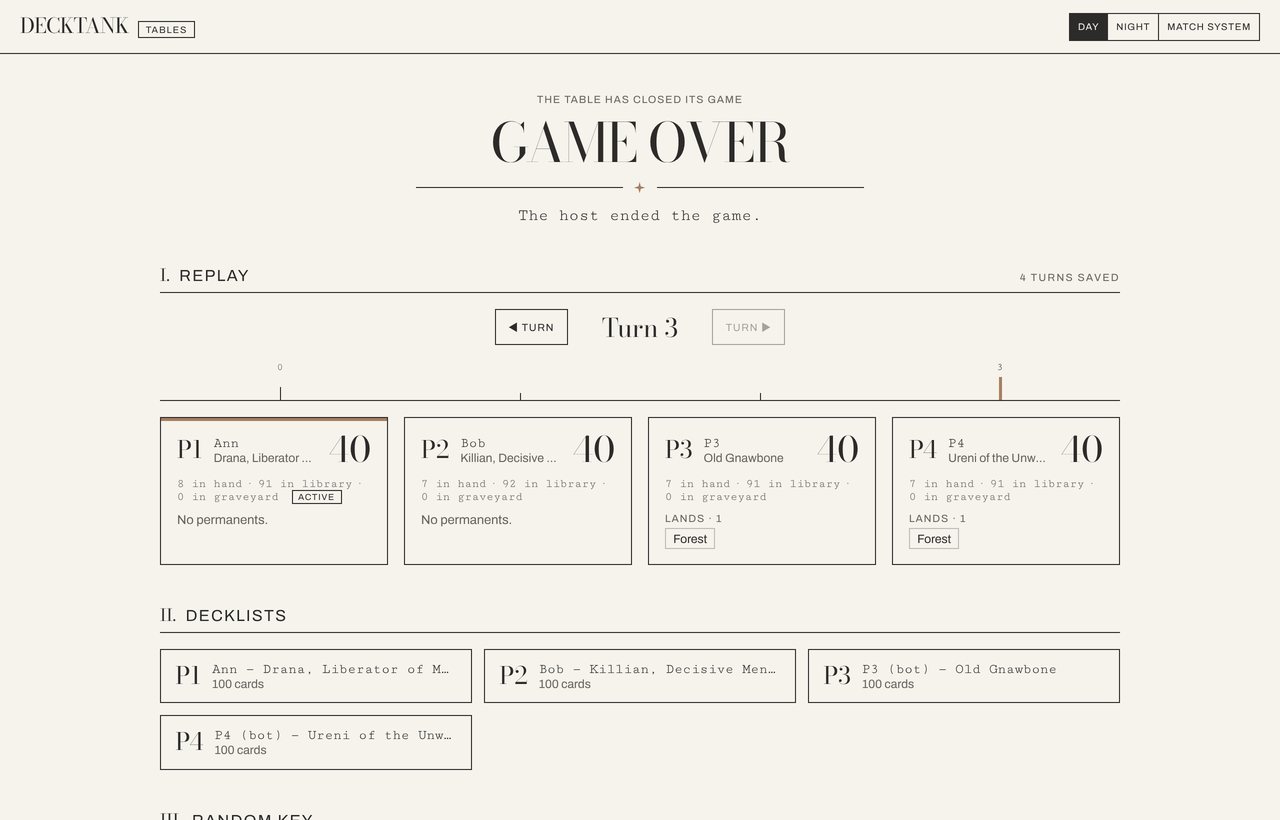 DECKTANK TABLES
DAY NIGHT MATCH SYSTEM
THE TABLE HAS CLOSED ITS GAME
GAME OVER
The host ended the game.
I. REPLAY
4 TURNS SAVED
◀ TURN
Turn 3
TURN ▶
0
3
P1
Ann
Drana, Liberator ...
40
8 in hand · 91 in library ·
0 in graveyard ACTIVE
No permanents.
P2
Bob
Killian, Decisive ...
40
7 in hand · 92 in library ·
0 in graveyard
No permanents.
P3
P3
Old Gnawbone
40
7 in hand · 91 in library ·
0 in graveyard
LANDS · 1
Forest
P4
P4
Ureni of the Unw...
40
7 in hand · 91 in library ·
0 in graveyard
LANDS · 1
Forest
II. DECKLISTS
P1
Ann – Drana, Liberator of M…
100 cards
P2
Bob – Killian, Decisive Men…
100 cards
P3
P3 (bot) – Old Gnawbone
100 cards
P4
P4 (bot) – Ureni of the Unw…
100 cards
III. RANDOM KEY